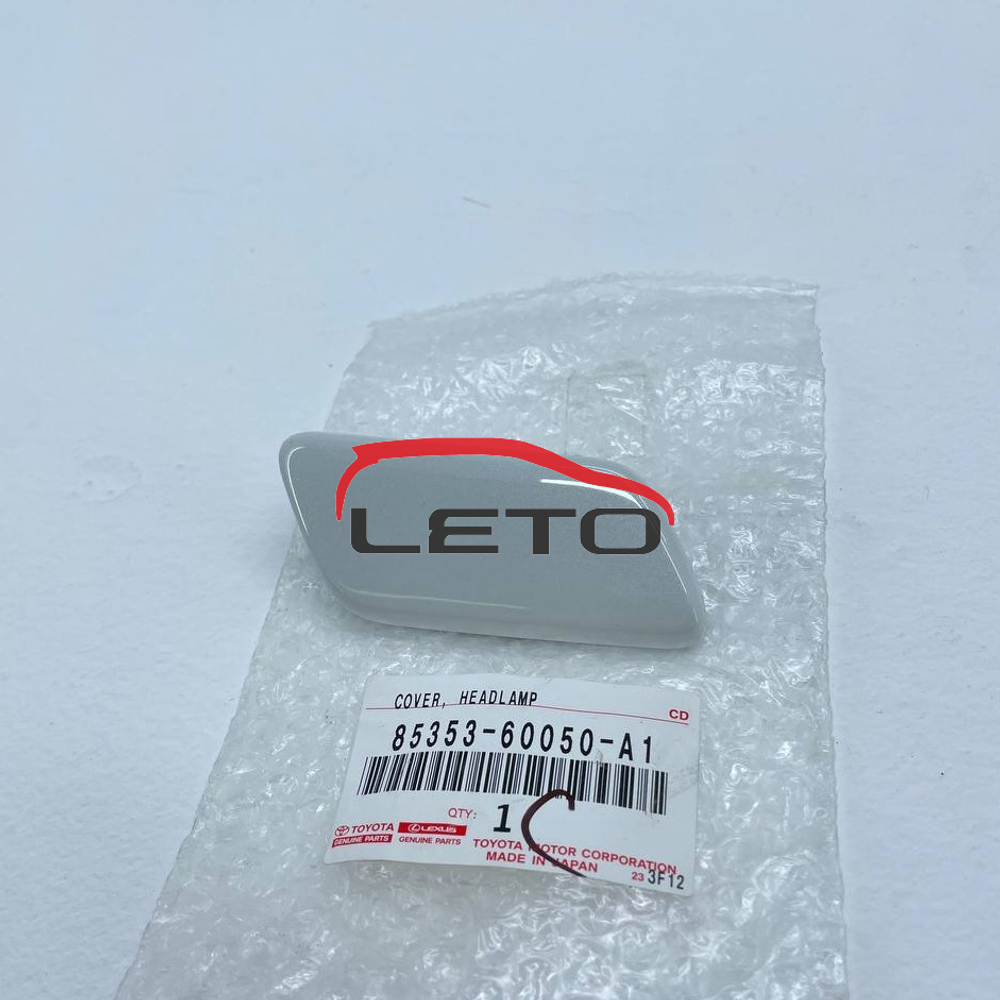 LETO
COVER, HEADLAMP
CD
85353-60050-A1
QTY: 1 C
TOYOTA
GENUINE PARTS
LEXUS
GENUINE PARTS
TOYOTA MOTOR CORPORATION
MADE IN JAPAN
23 3F12